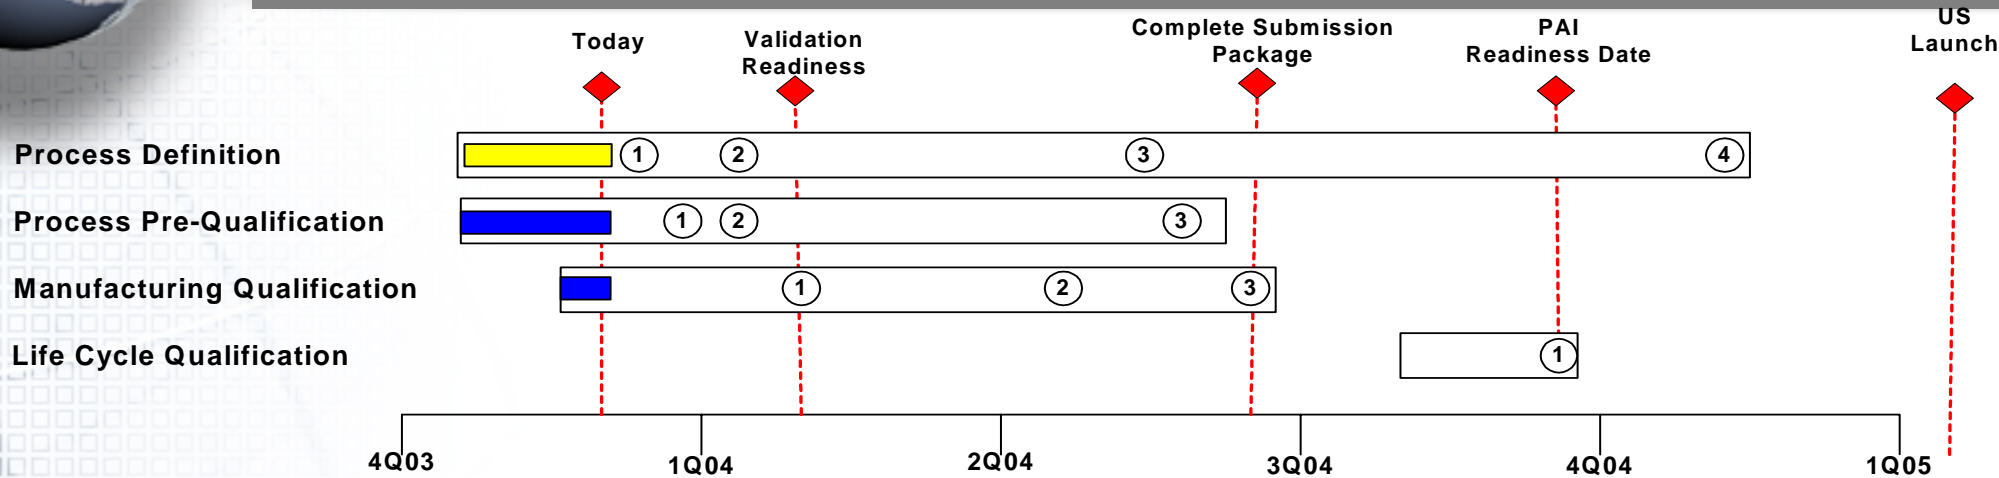 Today
Validation
Readiness
Complete Submission
Package
PAI
Readiness Date
US
Launch
Process Definition
1 2 3 4
Process Pre-Qualification
1 2 3
Manufacturing Qualification
1 2 3
Life Cycle Qualification
1
4Q03 1Q04 2Q04 3Q04 4Q04 1Q05